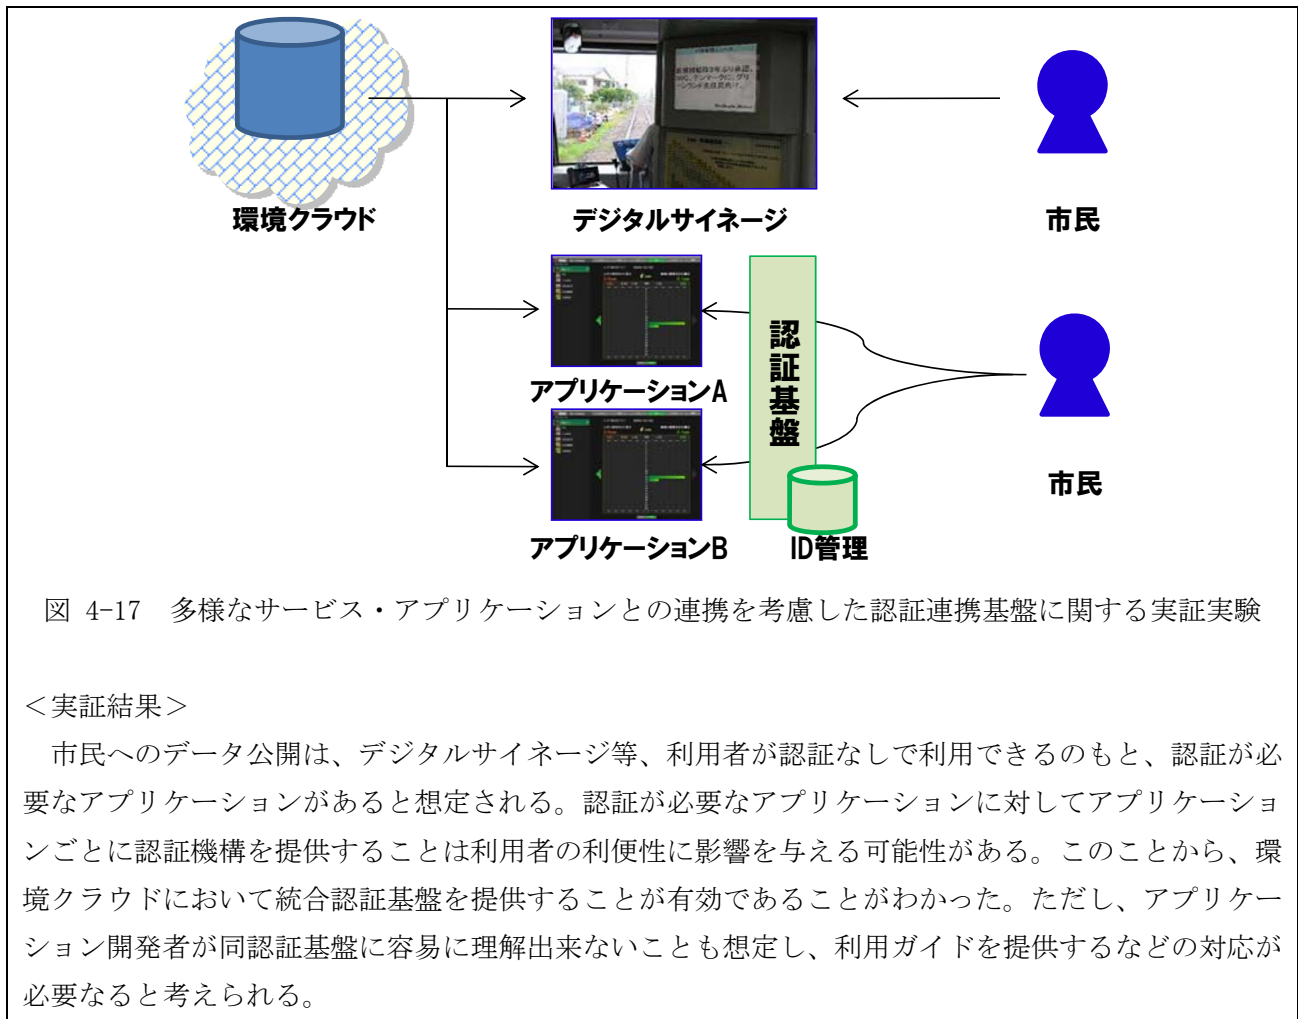 環境クラウド
デジタルサイネージ
市民
アプリケーションA
認証基盤
市民
アプリケーションB
ID管理
図 4-17 多様なサービス・アプリケーションとの連携を考慮した認証連携基盤に関する実証実験
＜実証結果＞
市民へのデータ公開は、デジタルサイネージ等、利用者が認証なしで利用できるのもと、認証が必
要なアプリケーションがあると想定される。認証が必要なアプリケーションに対してアプリケーショ
ンごとに認証機構を提供することは利用者の利便性に影響を与える可能性がある。このことから、環
境クラウドにおいて統合認証基盤を提供することが有効であることがわかった。ただし、アプリケー
ション開発者が同認証基盤に容易に理解出来ないことも想定し、利用ガイドを提供するなどの対応が
必要なると考えられる。